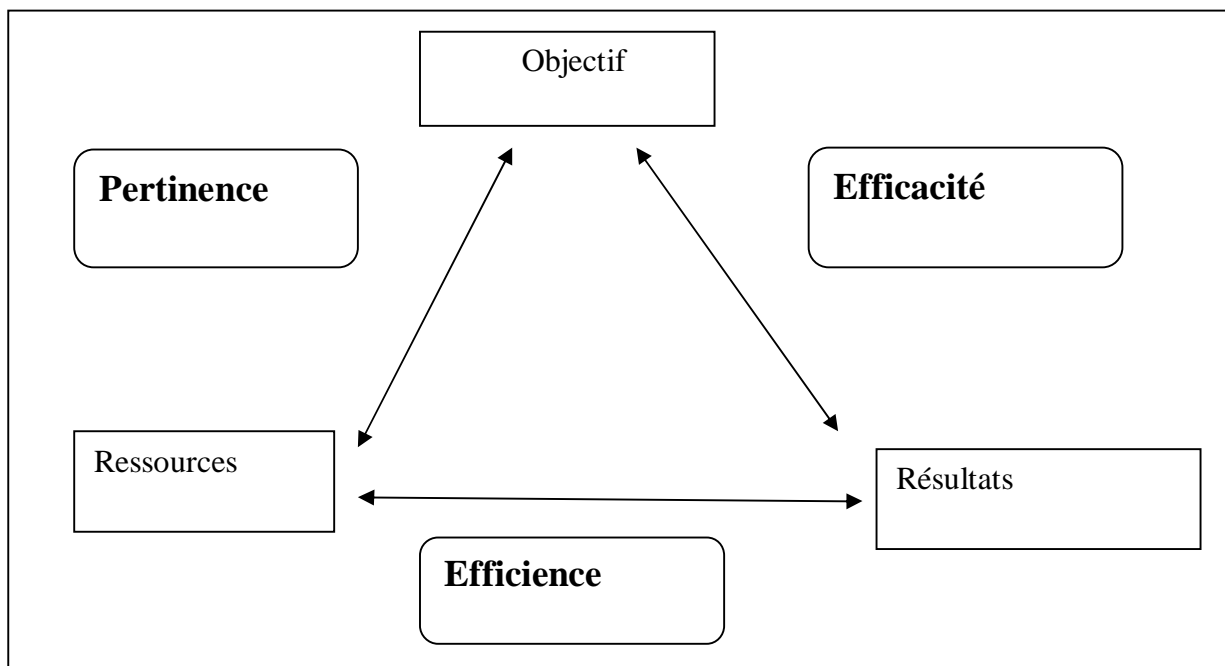 Objectif
Pertinence
Efficacité
Ressources
Résultats
Efficience